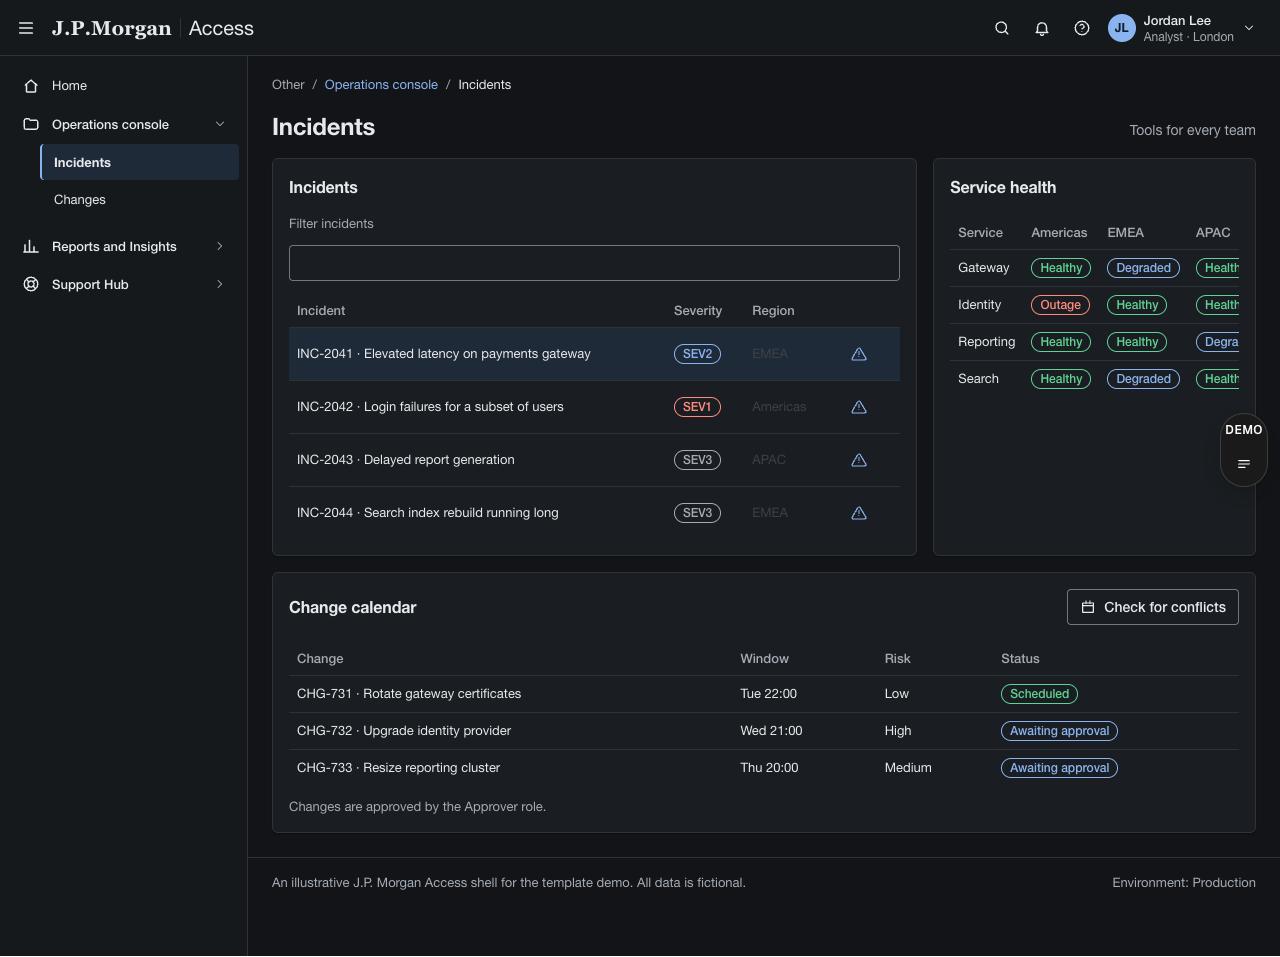 J.P.Morgan Access
JL
Jordan Lee
Analyst · London
Home
Operations console
Incidents
Changes
Reports and Insights
Support Hub
Other / Operations console / Incidents
Incidents
Tools for every team
Incidents
Filter incidents
Incident Severity Region
INC-2041 · Elevated latency on payments gateway SEV2 EMEA
INC-2042 · Login failures for a subset of users SEV1 Americas
INC-2043 · Delayed report generation SEV3 APAC
INC-2044 · Search index rebuild running long SEV3 EMEA
Service health
Service Americas EMEA APAC
Gateway Healthy Degraded Health
Identity Outage Healthy Health
Reporting Healthy Healthy Degra
Search Healthy Degraded Health
DEMO
Change calendar
Check for conflicts
Change Window Risk Status
CHG-731 · Rotate gateway certificates Tue 22:00 Low Scheduled
CHG-732 · Upgrade identity provider Wed 21:00 High Awaiting approval
CHG-733 · Resize reporting cluster Thu 20:00 Medium Awaiting approval
Changes are approved by the Approver role.
An illustrative J.P. Morgan Access shell for the template demo. All data is fictional.
Environment: Production